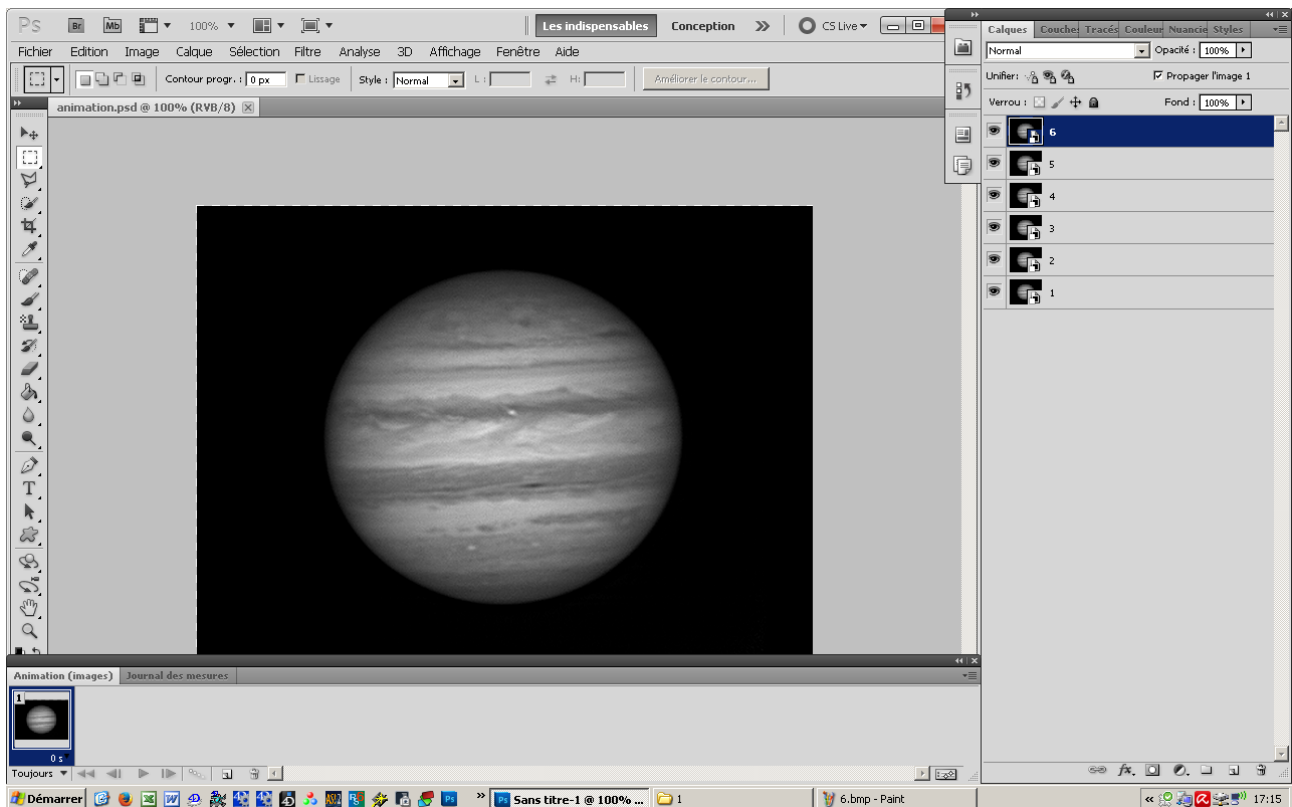 Ps Br Mb 100% Les indispensables Conception >> CS Live
Fichier Edition Image Calque Sélection Filtre Analyse 3D Affichage Fenêtre Aide
Contour progr. : 0 px Lissage Style : Normal L : H: Améliorer le contour...
animation.psd @ 100% (RVB/8)
Calques Couche Tracés Couleur Nuancie Styles
Normal Opacité : 100%
Unifier: Propager l'image 1
Verrou : Fond : 100%
6
5
4
3
2
1
Animation (images) Journal des mesures
1
0 s
Toujours
Démarrer Sans titre-1 @ 100% ... 1 6.bmp - Paint 17:15